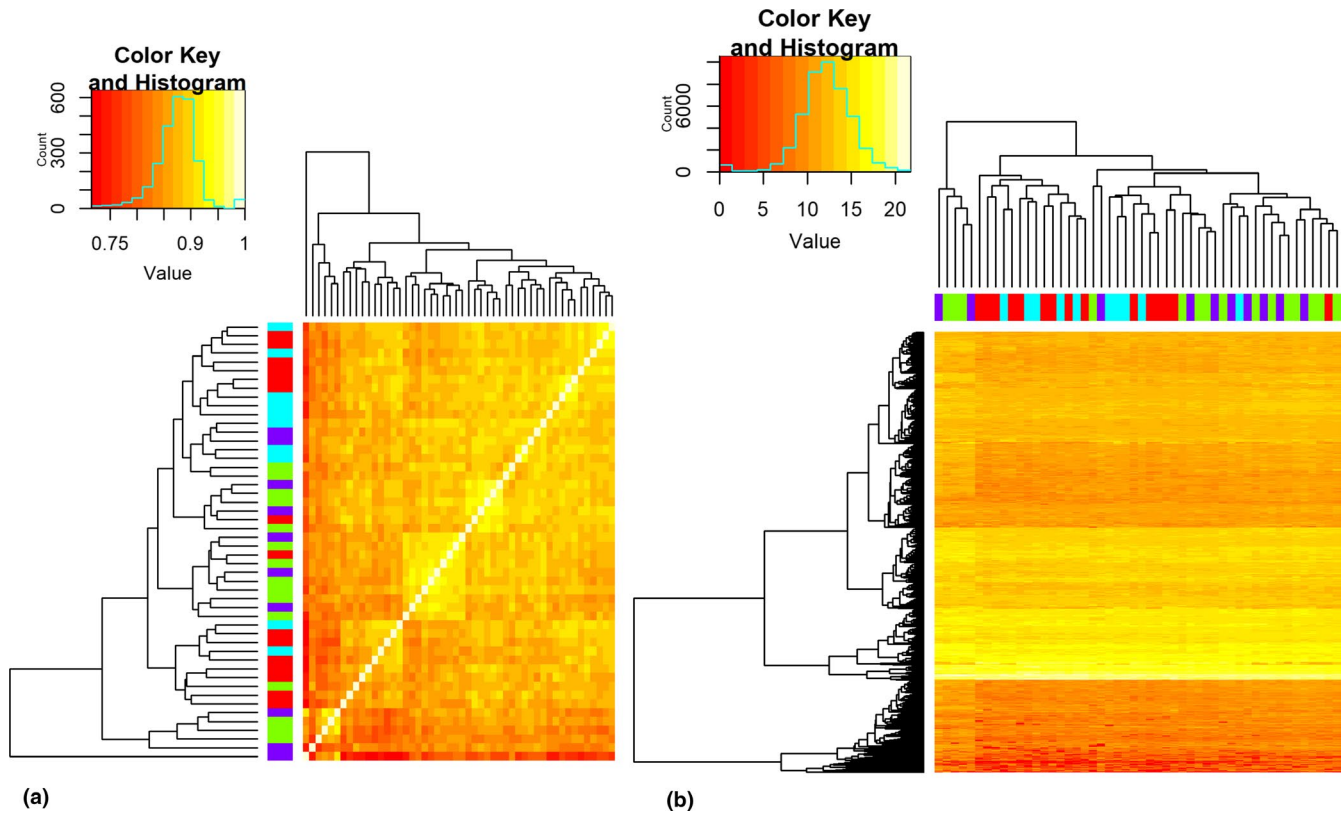 Color Key
and Histogram
Count
0 300 600
0.75 0.9 1
Value
(a)
Color Key
and Histogram
Count
0 6000
0 5 10 15 20
Value
(b)